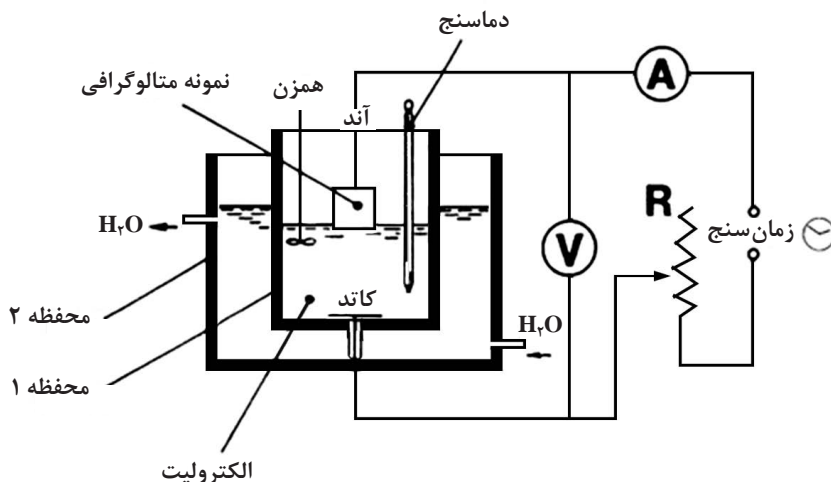 دماسنج
نمونه متالوگرافی
همزن
آند
A
R
H₂O
زمان‌سنج
V
کاتد
محفظه ۲
H₂O
محفظه ۱
الکترولیت